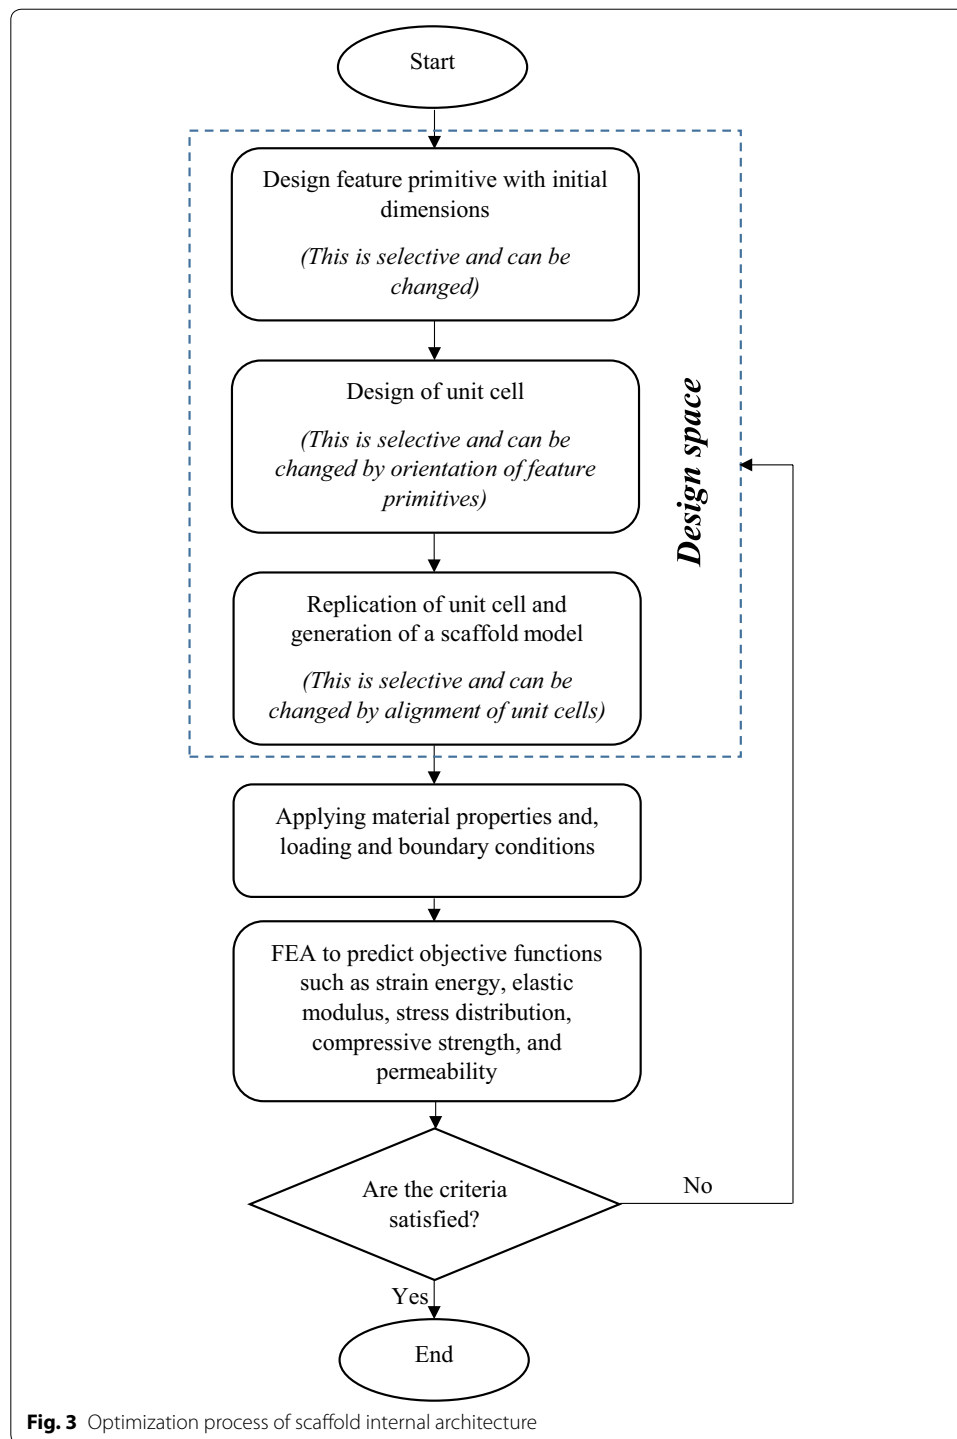 Start
Design feature primitive with initial
dimensions
(This is selective and can be
changed)
Design of unit cell
(This is selective and can be
changed by orientation of feature
primitives)
Design space
Replication of unit cell and
generation of a scaffold model
(This is selective and can be
changed by alignment of unit cells)
Applying material properties and,
loading and boundary conditions
FEA to predict objective functions
such as strain energy, elastic
modulus, stress distribution,
compressive strength, and
permeability
Are the criteria
satisfied?
No
Yes
End
Fig. 3 Optimization process of scaffold internal architecture